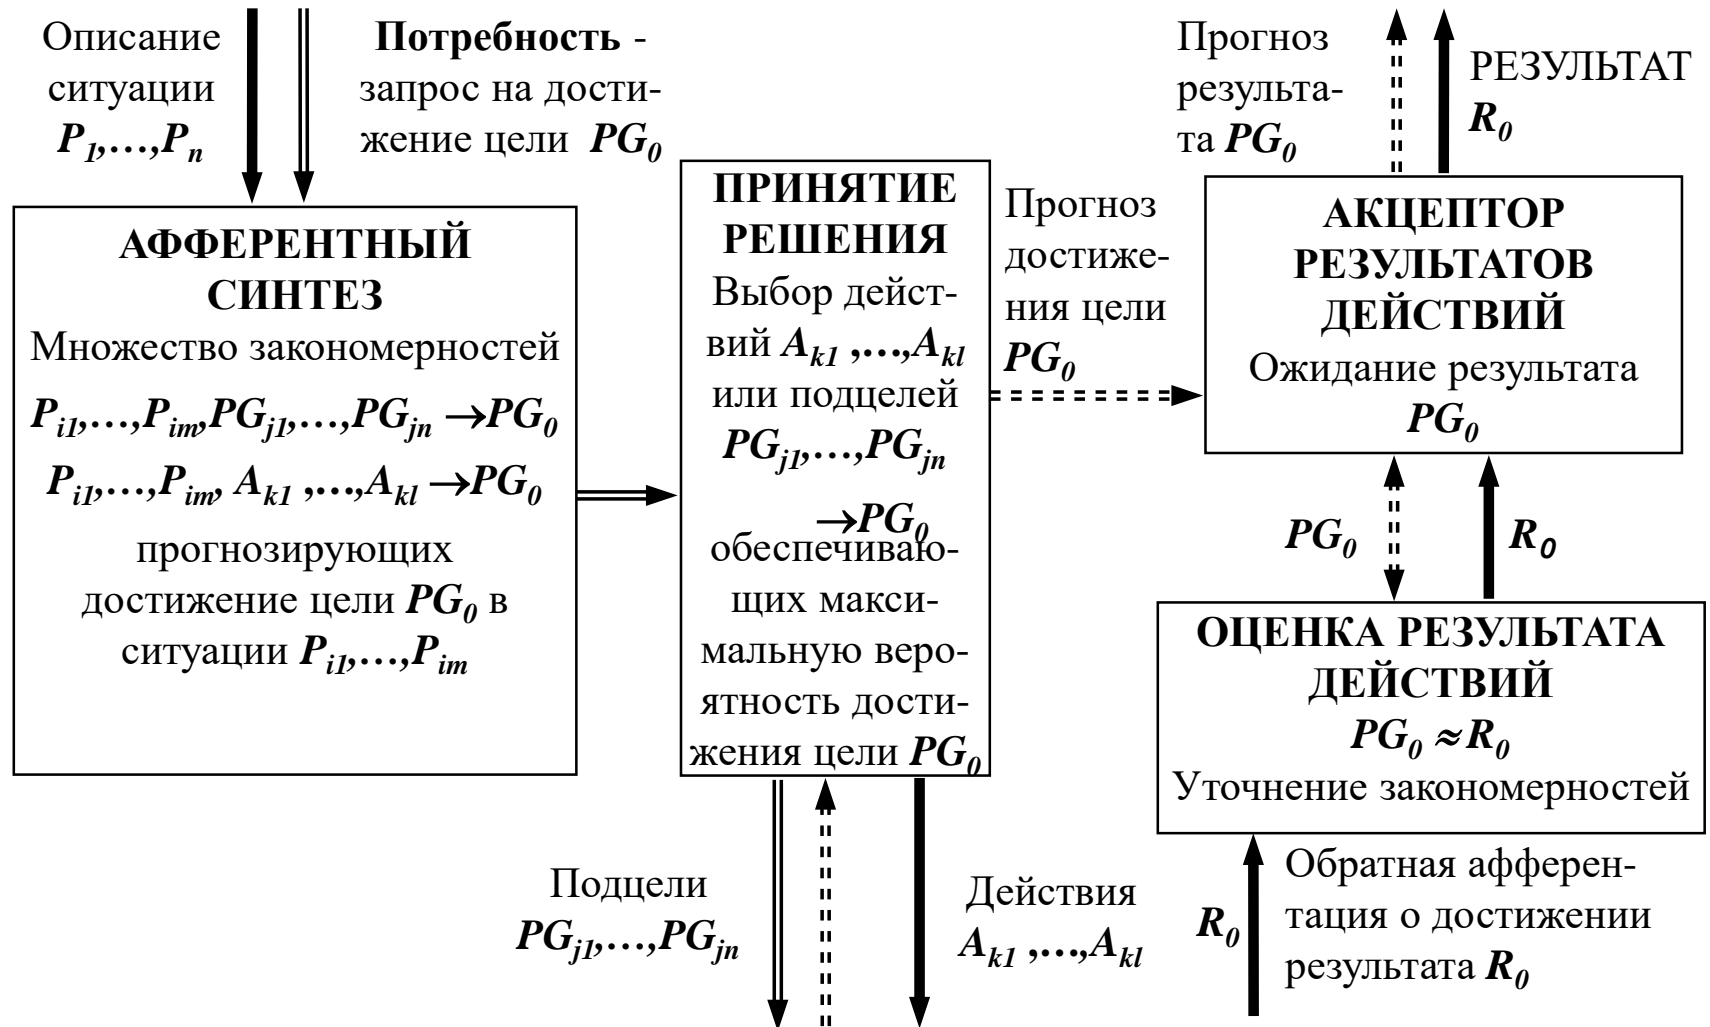 Описание
ситуации
P1,…,Pn
Потребность -
запрос на дости-
жение цели PG0
АФФЕРЕНТНЫЙ
СИНТЕЗ
Множество закономерностей
Pi1,…,Pim,PGj1,…,PGjn →PG0
Pi1,…,Pim, Ak1 ,…,Akl →PG0
прогнозирующих
достижение цели PG0 в
ситуации Pi1,…,Pim
ПРИНЯТИЕ
РЕШЕНИЯ
Выбор дейст-
вий Ak1 ,…,Akl
или подцелей
PGj1,…,PGjn
→PG0
обеспечиваю-
щих макси-
мальную веро-
ятность дости-
жения цели PG0
Подцели
PGj1,…,PGjn
Действия
Ak1 ,…,Akl
Прогноз
достиже-
ния цели
PG0
Прогноз
результа-
та PG0
РЕЗУЛЬТАТ
R0
АКЦЕПТОР
РЕЗУЛЬТАТОВ
ДЕЙСТВИЙ
Ожидание результата
PG0
PG0
R0
ОЦЕНКА РЕЗУЛЬТАТА
ДЕЙСТВИЙ
PG0 ≈ R0
Уточнение закономерностей
R0
Обратная афферен-
тация о достижении
результата R0